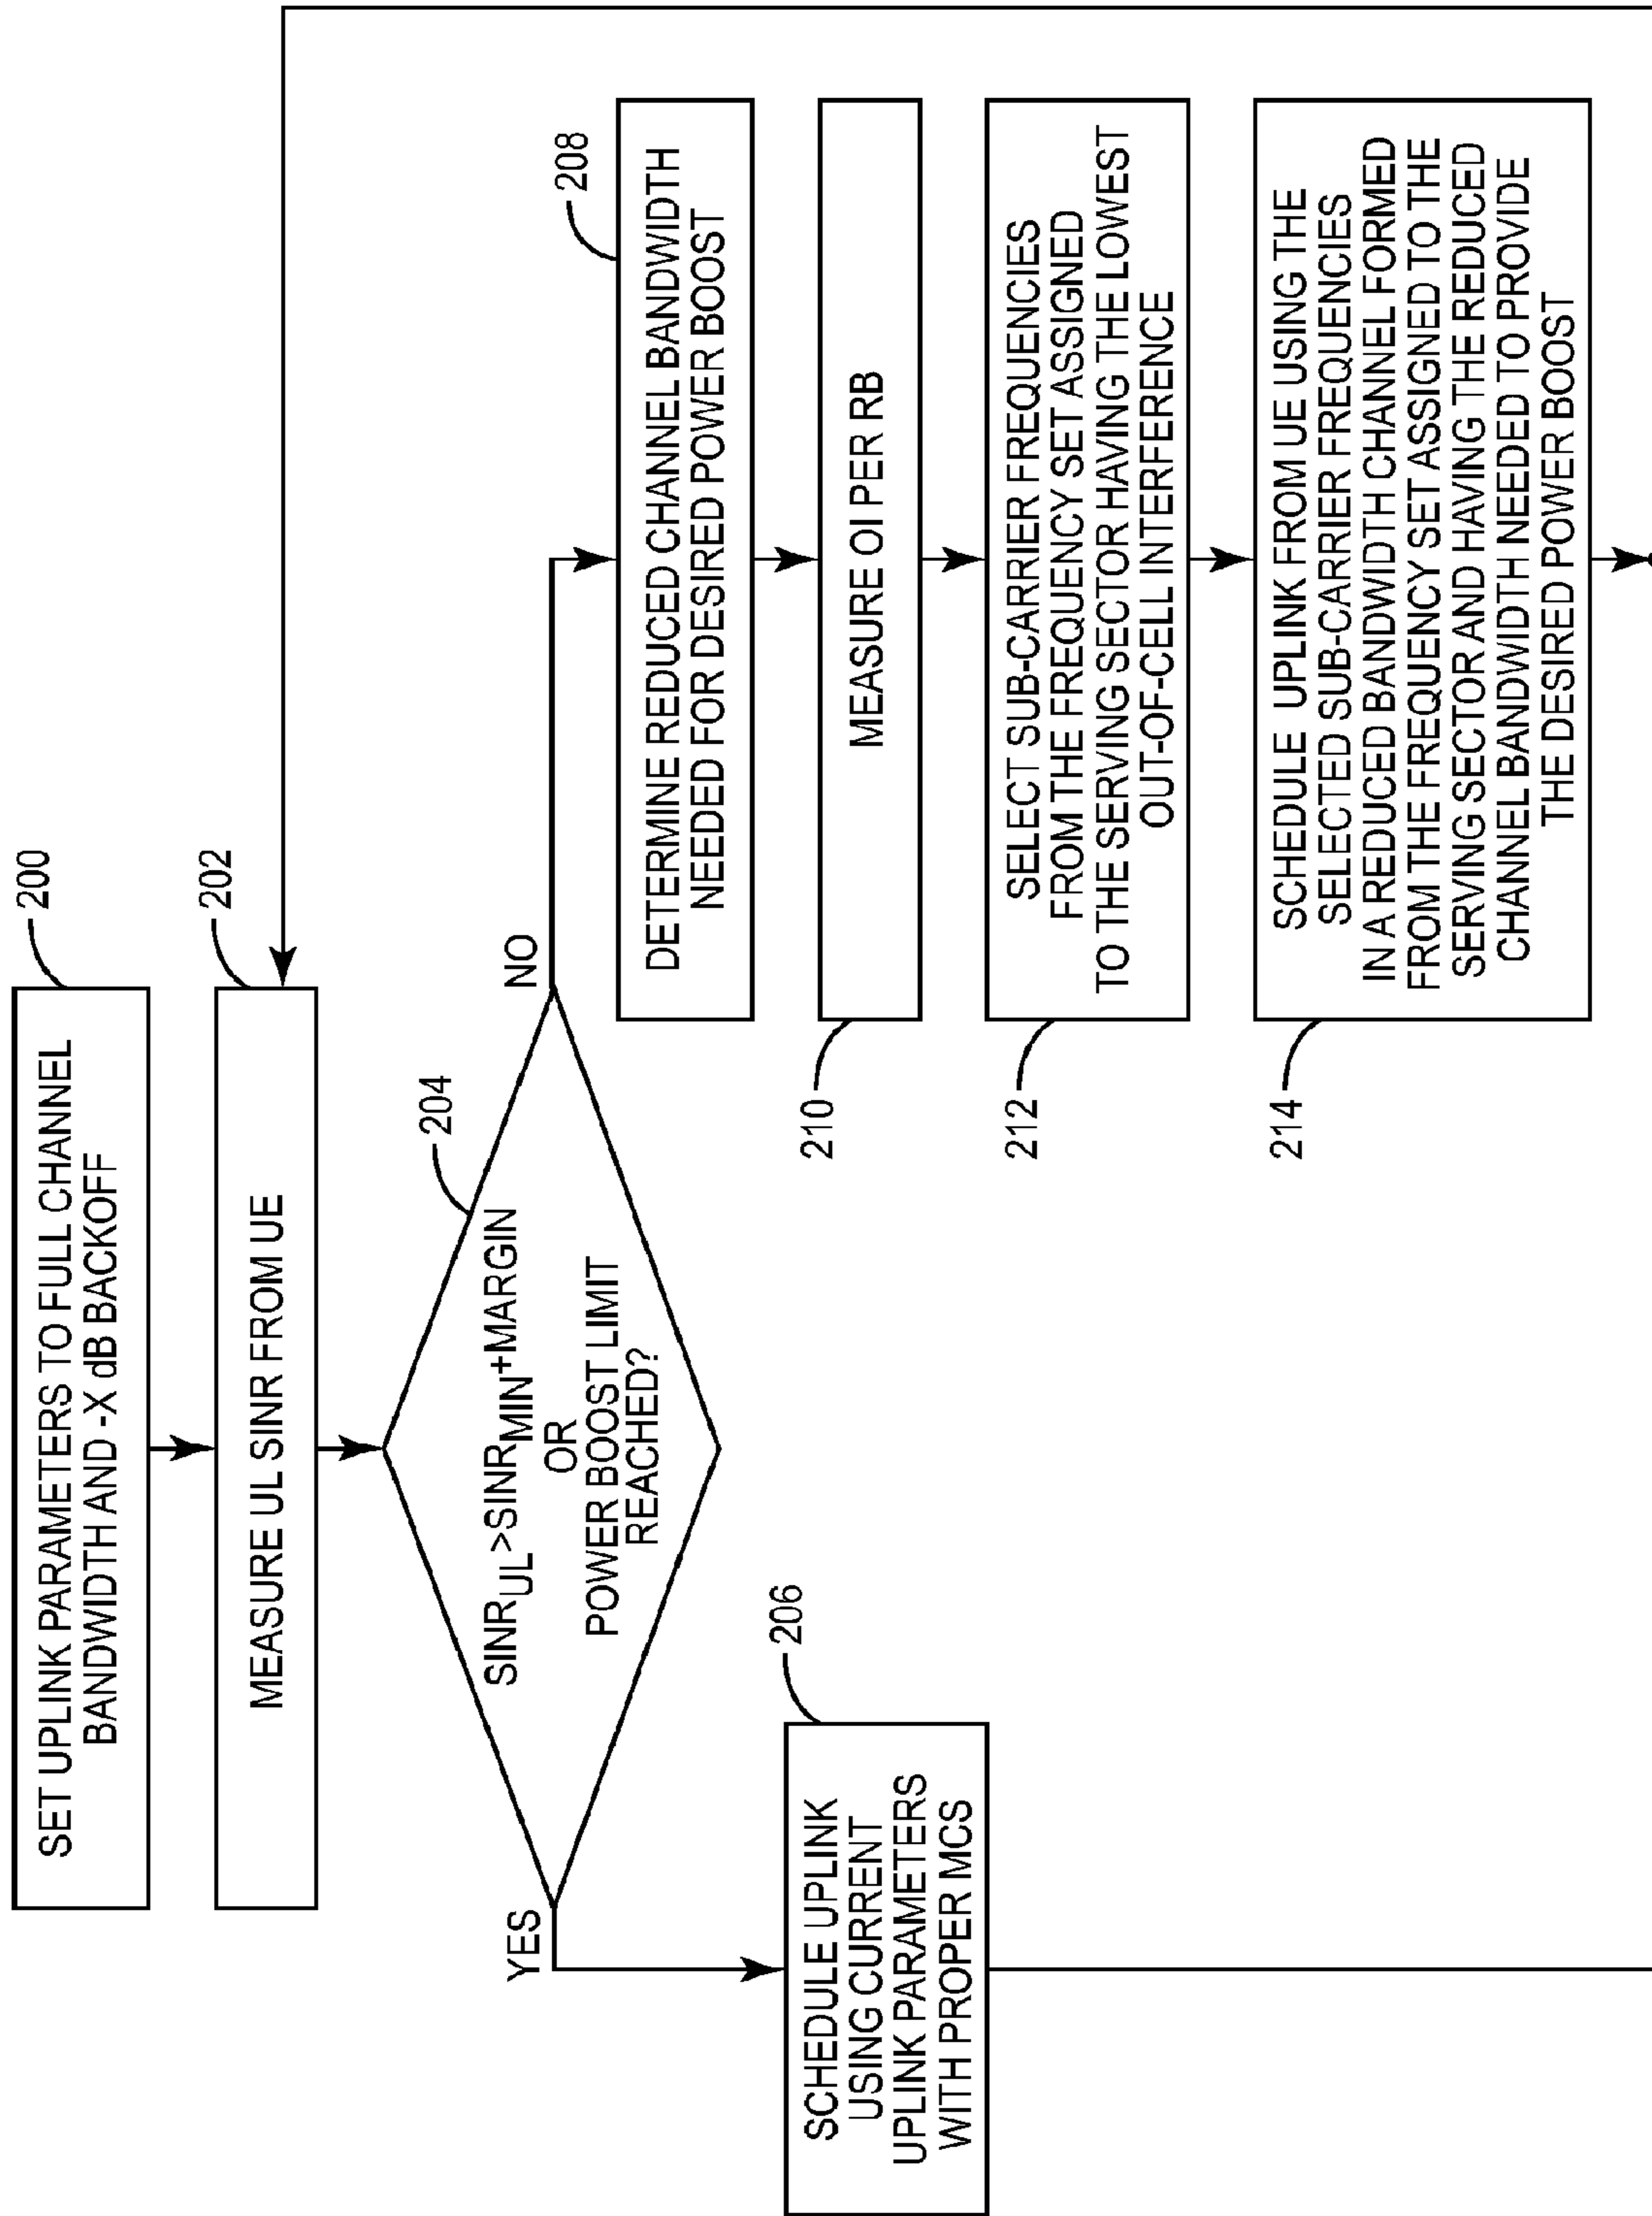 200
SET UPLINK PARAMETERS TO FULL CHANNEL
BANDWIDTH AND -X dB BACKOFF
202
MEASURE UL SINR FROM UE
204
SINR UL >SINR MIN +MARGIN
OR
POWER BOOST LIMIT
REACHED?
YES
NO
206
SCHEDULE UPLINK
USING CURRENT
UPLINK PARAMETERS
WITH PROPER MCS
208
DETERMINE REDUCED CHANNEL BANDWIDTH
NEEDED FOR DESIRED POWER BOOST
210
MEASURE OI PER RB
212
SELECT SUB-CARRIER FREQUENCIES
FROM THE FREQUENCY SET ASSIGNED
TO THE SERVING SECTOR HAVING THE LOWEST
OUT-OF-CELL INTERFERENCE
214
SCHEDULE UPLINK FROM UE USING THE
SELECTED SUB-CARRIER FREQUENCIES
IN A REDUCED BANDWIDTH CHANNEL FORMED
FROM THE FREQUENCY SET ASSIGNED TO THE
SERVING SECTOR AND HAVING THE REDUCED
CHANNEL BANDWIDTH NEEDED TO PROVIDE
THE DESIRED POWER BOOST